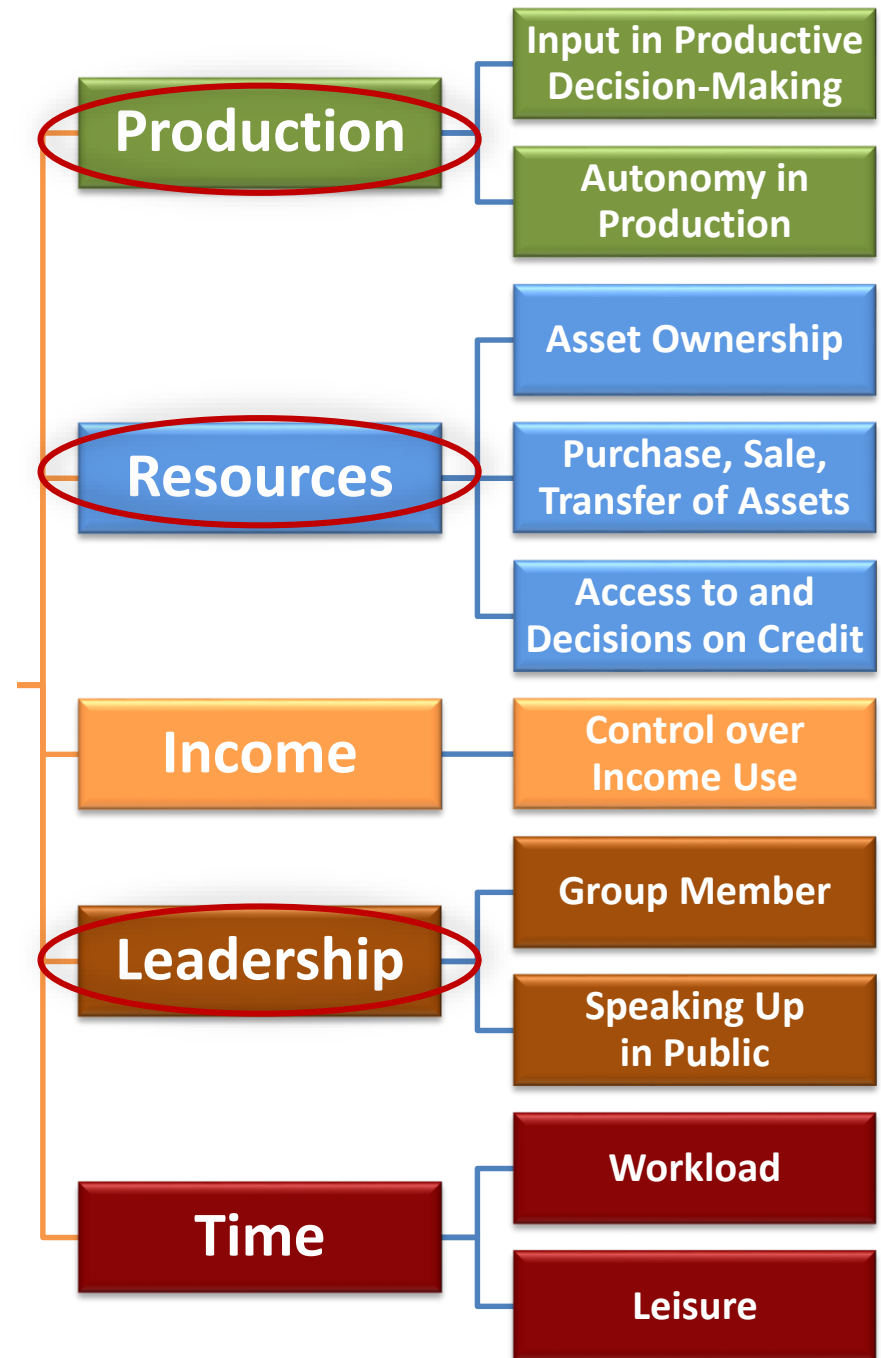 Production
Input in Productive
Decision-Making
Autonomy in
Production
Resources
Asset Ownership
Purchase, Sale,
Transfer of Assets
Access to and
Decisions on Credit
Income
Control over
Income Use
Leadership
Group Member
Speaking Up
in Public
Time
Workload
Leisure